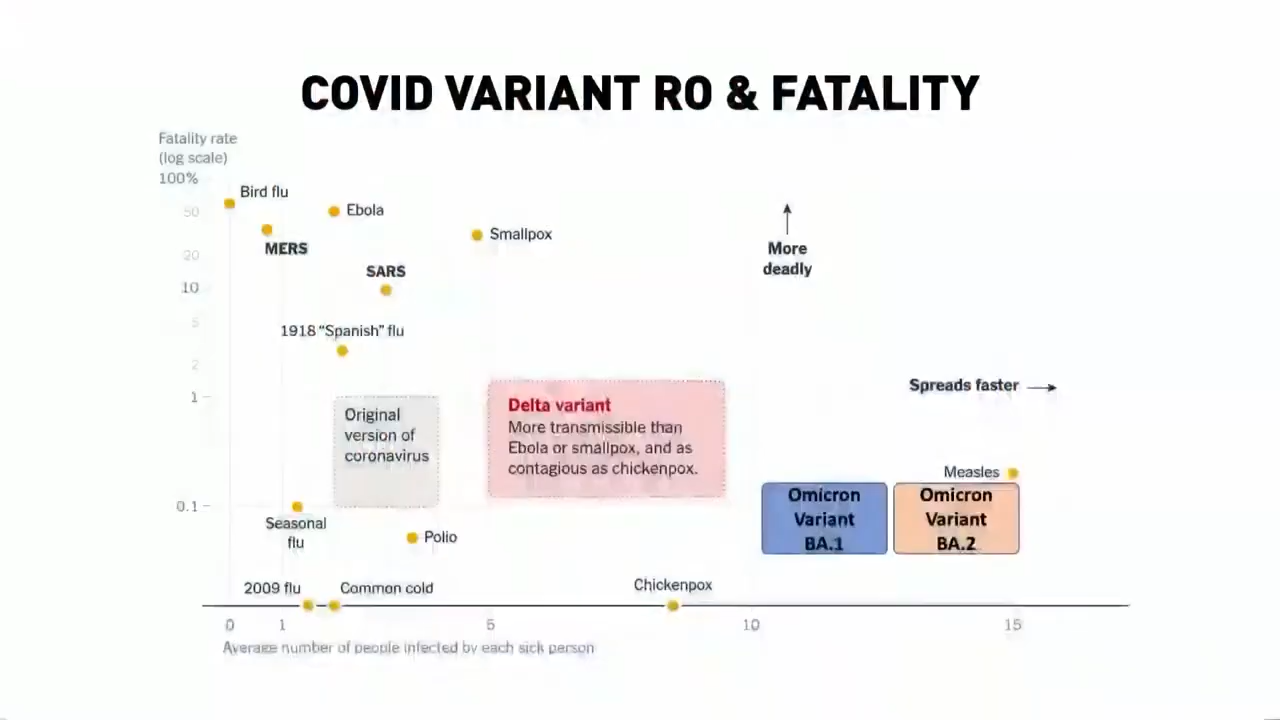 COVID VARIANT RO & FATALITY
Fatality rate
(log scale)
100%
Bird flu
50
Ebola
MERS
Smallpox
More
deadly
20
SARS
10
1918 “Spanish” flu
5
2
Spreads faster
1
Original
version of
coronavirus
Delta variant
More transmissible than
Ebola or smallpox, and as
contagious as chickenpox.
Measles
Omicron
Variant
BA.1
Omicron
Variant
BA.2
0.1
Seasonal
flu
Polio
2009 flu
Common cold
Chickenpox
0 1 5 10 15
Average number of people infected by each sick person